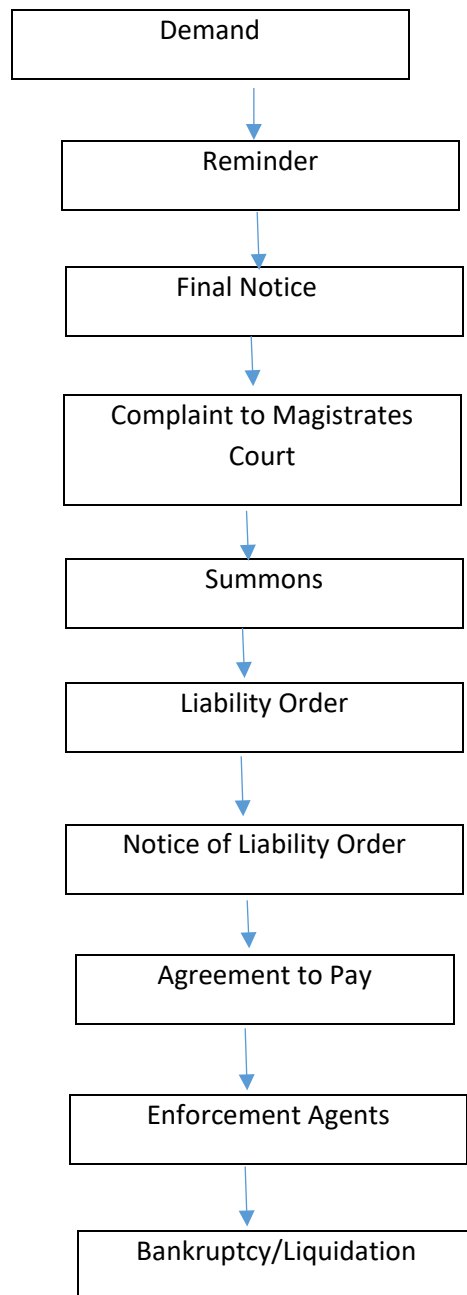 Demand
Reminder
Final Notice
Complaint to Magistrates
Court
Summons
Liability Order
Notice of Liability Order
Agreement to Pay
Enforcement Agents
Bankruptcy/Liquidation